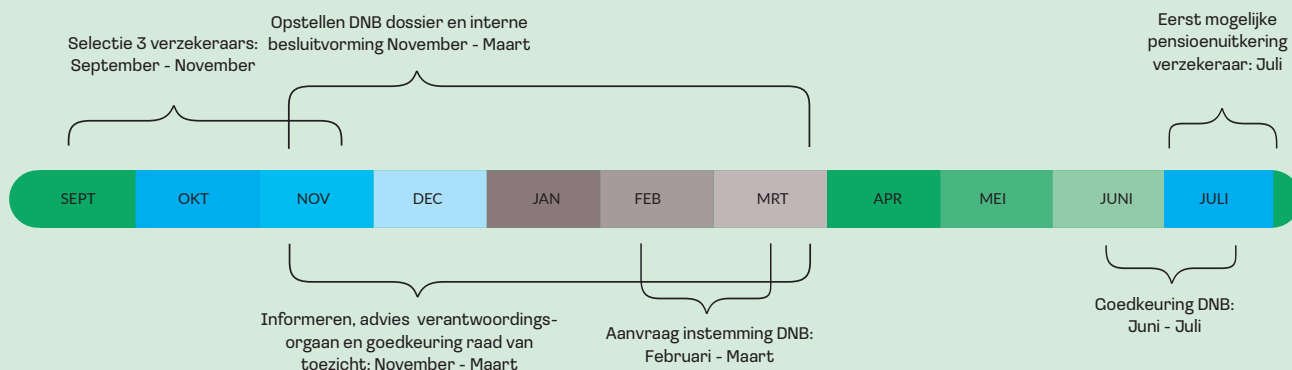 Selectie 3 verzekeraars:
September - November
Opstellen DNB dossier en interne
besluitvorming November - Maart
Eerst mogelijke
pensioenuitkering
verzekeraar: Juli
SEPT
OKT
NOV
DEC
JAN
FEB
MRT
APR
MEI
JUNI
JULI
Informeren, advies verantwoordings-
orgaan en goedkeuring raad van
toezicht: November - Maart
Aanvraag instemming DNB:
Februari - Maart
Goedkeuring DNB:
Juni - Juli